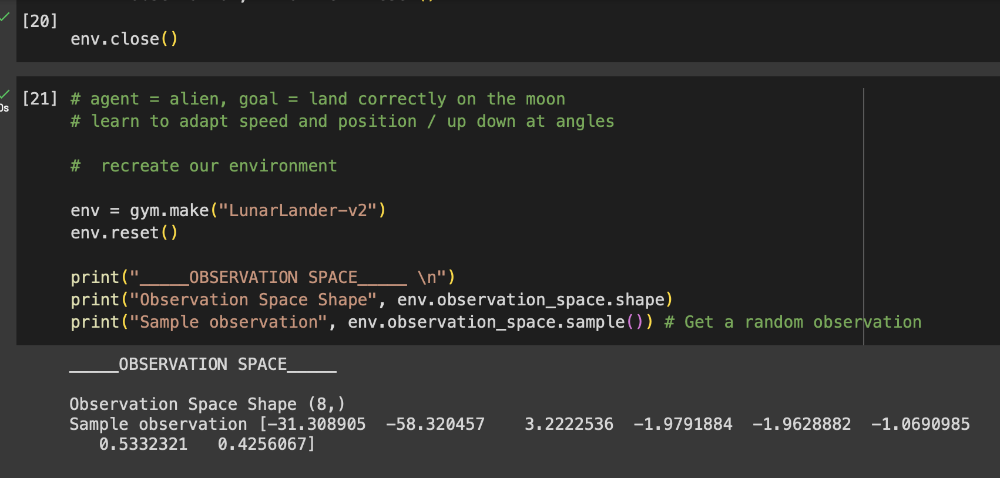 [20]
env.close()
[21] # agent = alien, goal = land correctly on the moon
# learn to adapt speed and position / up down at angles
#  recreate our environment
env = gym.make("LunarLander-v2")
env.reset()
print("_____OBSERVATION SPACE_____ \n")
print("Observation Space Shape", env.observation_space.shape)
print("Sample observation", env.observation_space.sample()) # Get a random observation
0s
_____OBSERVATION SPACE_____
Observation Space Shape (8,)
Sample observation [-31.308905  -58.320457    3.2222536  -1.9791884  -1.9628882  -1.0690985
   0.5332321   0.4256067]